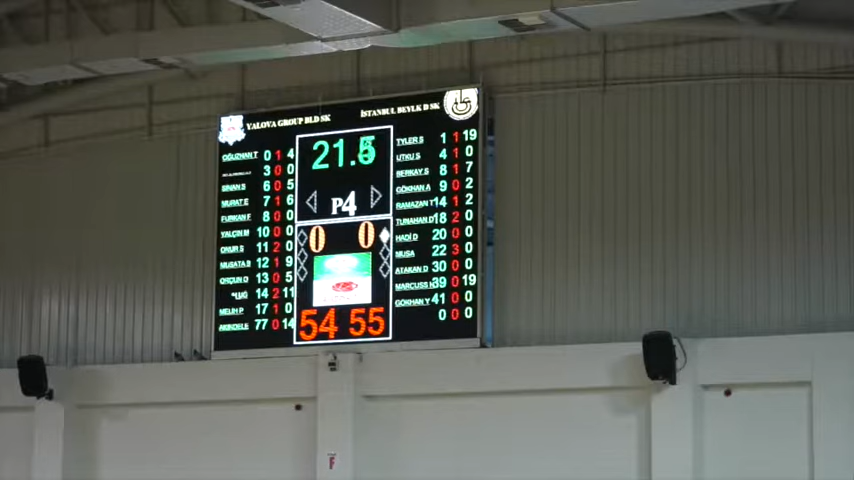 YALOVA GROUP BLD SK
İSTANBUL BEYLK D SK
21.5
P4
0 0
54 55
OĞUZHAN T 0 1 4
3 0 0
SİNAN S 6 0 5
MURAT E 7 1 6
FURKAN F 8 0 0
YALÇIN M 10 0 0
ONUR S 11 2 0
MUSATA S 12 1 9
ORÇUN D 13 0 5
TUĞ 14 2 11
MELİH P 17 1 0
AKINDELE 77 0 14
TYLER S 1 1 19
UTKU S 4 1 0
BERKAY S 8 1 7
GÖKHAN A 9 0 2
RAMAZAN T 14 1 2
TUNAHAN D 18 2 0
HADİ D 20 0 0
MUSA 22 3 0
ATAKAN D 30 0 0
MARCUSS 39 0 19
GÖKHAN Y 41 0 0
0 0 0
F